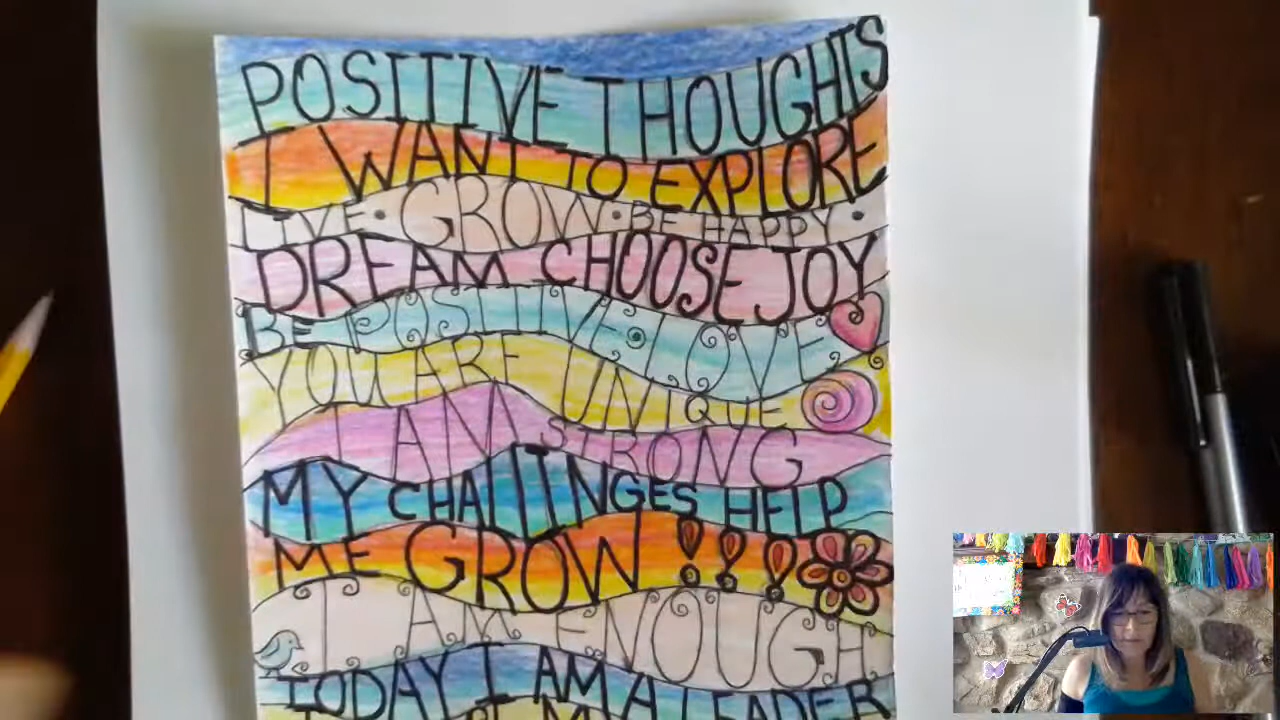 POSITIVE THOUGHTS
I WANT TO EXPLORE
LIVE • GROW • BE HAPPY •
DREAM CHOOSE JOY
BE POSITIVE • LOVE
YOU ARE UNIQUE
I AM STRONG
MY CHALLINGES HELP
ME GROW!!!
I AM ENOUGH
TODAY I AM A LEADER